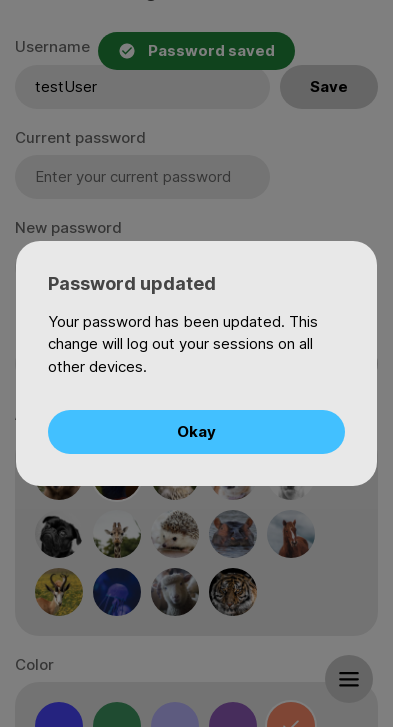 Username
Password saved
testUser
Save
Current password
Enter your current password
New password
Password updated
Your password has been updated. This
change will log out your sessions on all
other devices.
Okay
Color